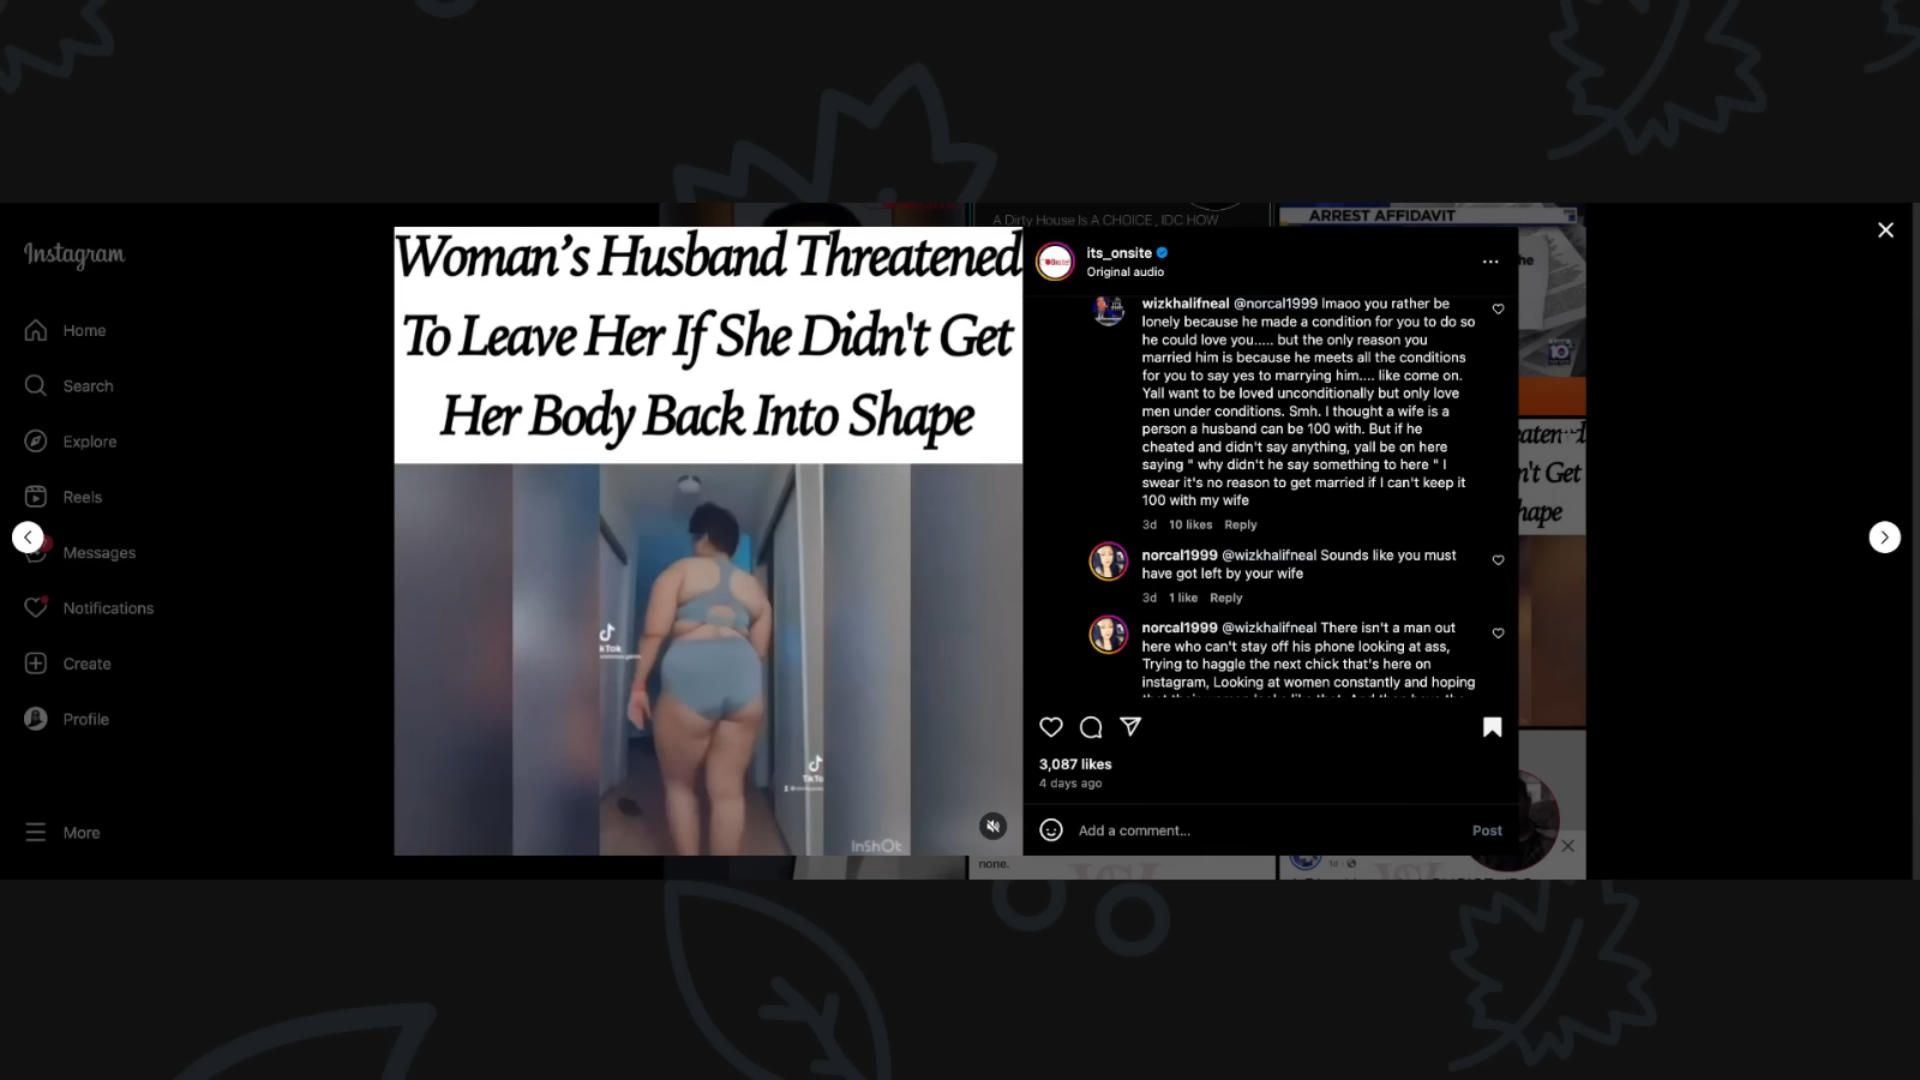 A Dirty House Is A CHOICE , IDC HOW
ARREST AFFIDAVIT
Instagram
Home
Search
Explore
Reels
Messages
Notifications
Create
Profile
More
Woman's Husband Threatened
To Leave Her If She Didn't Get
Her Body Back Into Shape
kTok
TikTo
InShOt
its_onsite
Original audio
wizkhalifneal @norcal1999 lmaoo you rather be
lonely because he made a condition for you to do so
he could love you..... but the only reason you
married him is because he meets all the conditions
for you to say yes to marrying him.... like come on.
Yall want to be loved unconditionally but only love
men under conditions. Smh. I thought a wife is a
person a husband can be 100 with. But if he
cheated and didn't say anything, yall be on here
saying " why didn't he say something to here " I
swear it's no reason to get married if I can't keep it
100 with my wife
3d 10 likes Reply
norcal1999 @wizkhalifneal Sounds like you must
have got left by your wife
3d 1 like Reply
norcal1999 @wizkhalifneal There isn't a man out
here who can't stay off his phone looking at ass,
Trying to haggle the next chick that's here on
instagram, Looking at women constantly and hoping
3,087 likes
4 days ago
Add a comment...
Post
he
10
n't Get
hape
none.
1d